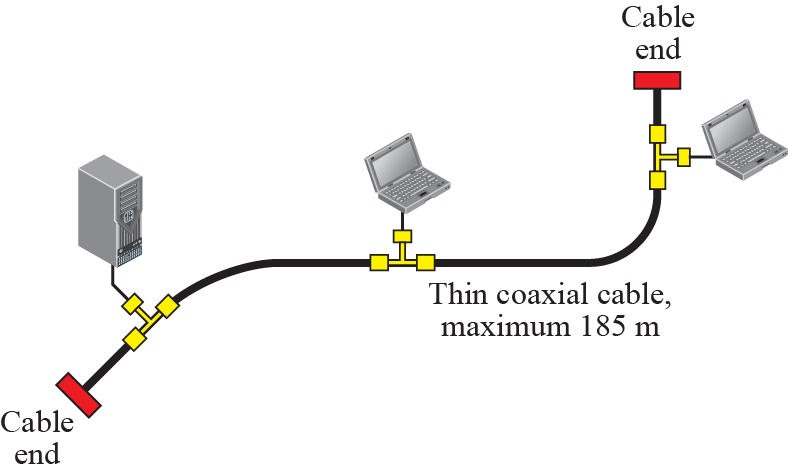 Cable
end
Thin coaxial cable,
maximum 185 m
Cable
end